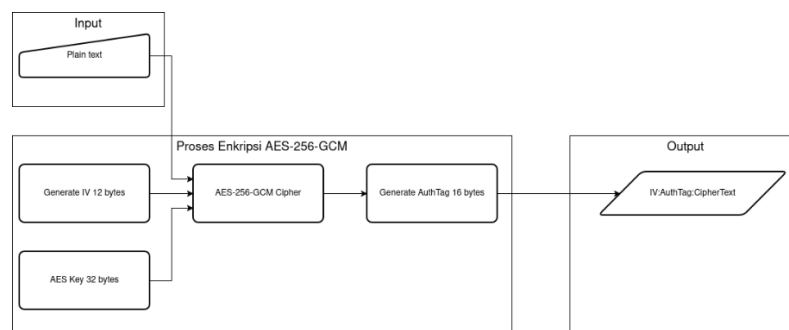 Input
Plain text
Proses Enkripsi AES-256-GCM
Generate IV 12 bytes
AES-256-GCM Cipher
Generate AuthTag 16 bytes
AES Key 32 bytes
Output
IV:AuthTag:CipherText